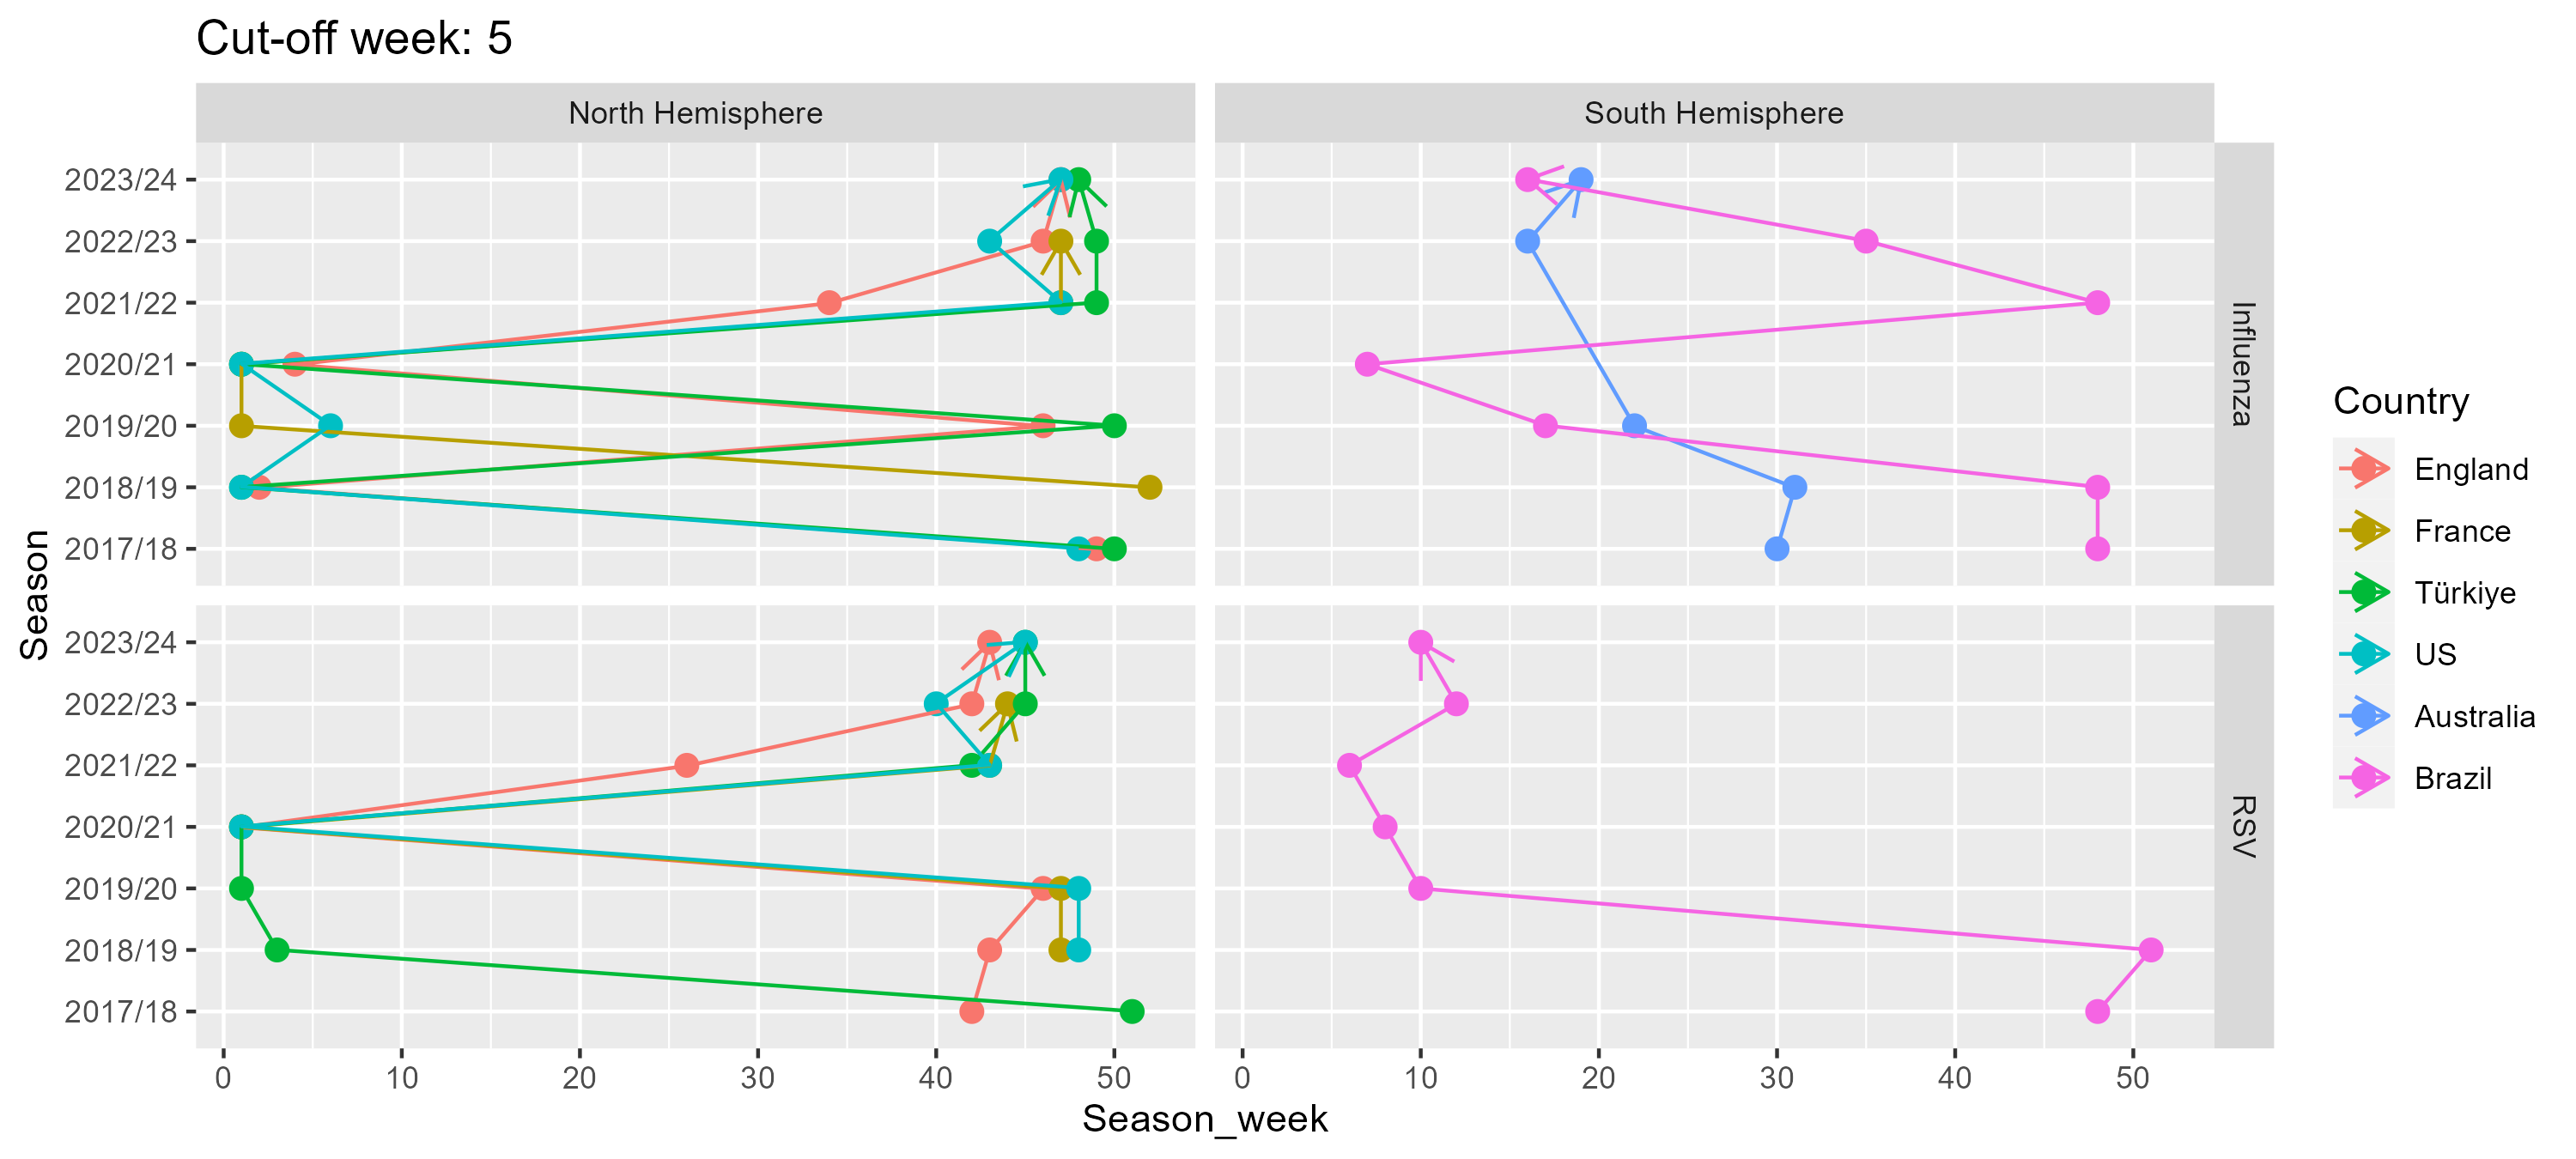 Cut-off week: 5
North Hemisphere
South Hemisphere
2023/24
2022/23
2021/22
2020/21
2019/20
2018/19
2017/18
Influenza
2023/24
2022/23
2021/22
2020/21
2019/20
2018/19
2017/18
RSV
Season
0 10 20 30 40 50
0 10 20 30 40 50
Season_week
Country
England
France
Türkiye
US
Australia
Brazil